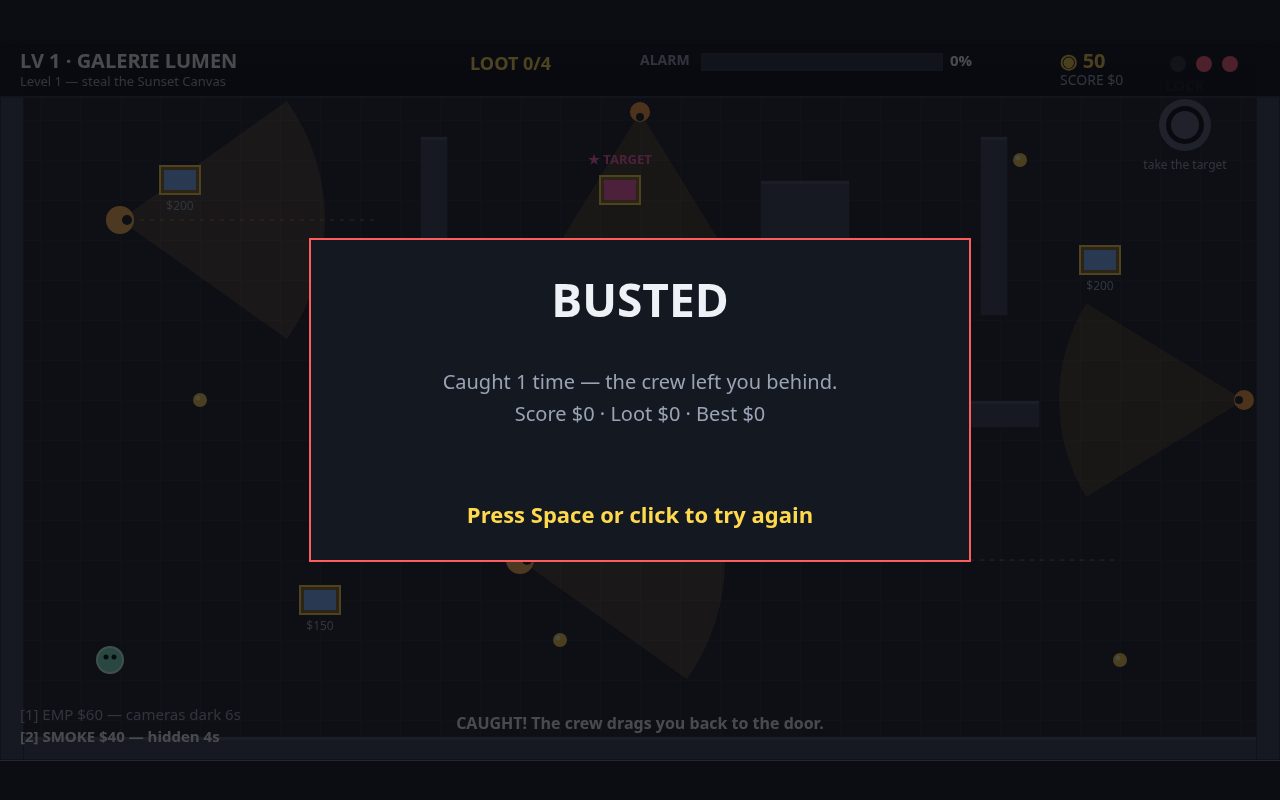 LV 1 · GALERIE LUMEN
Level 1 — steal the Sunset Canvas
LOOT 0/4
ALARM 0%
◉ 50
SCORE $0
LOCK
take the target
★ TARGET
$200
$200
BUSTED
Caught 1 time — the crew left you behind.
Score $0 · Loot $0 · Best $0
Press Space or click to try again
$150
[1] EMP $60 — cameras dark 6s
[2] SMOKE $40 — hidden 4s
CAUGHT! The crew drags you back to the door.